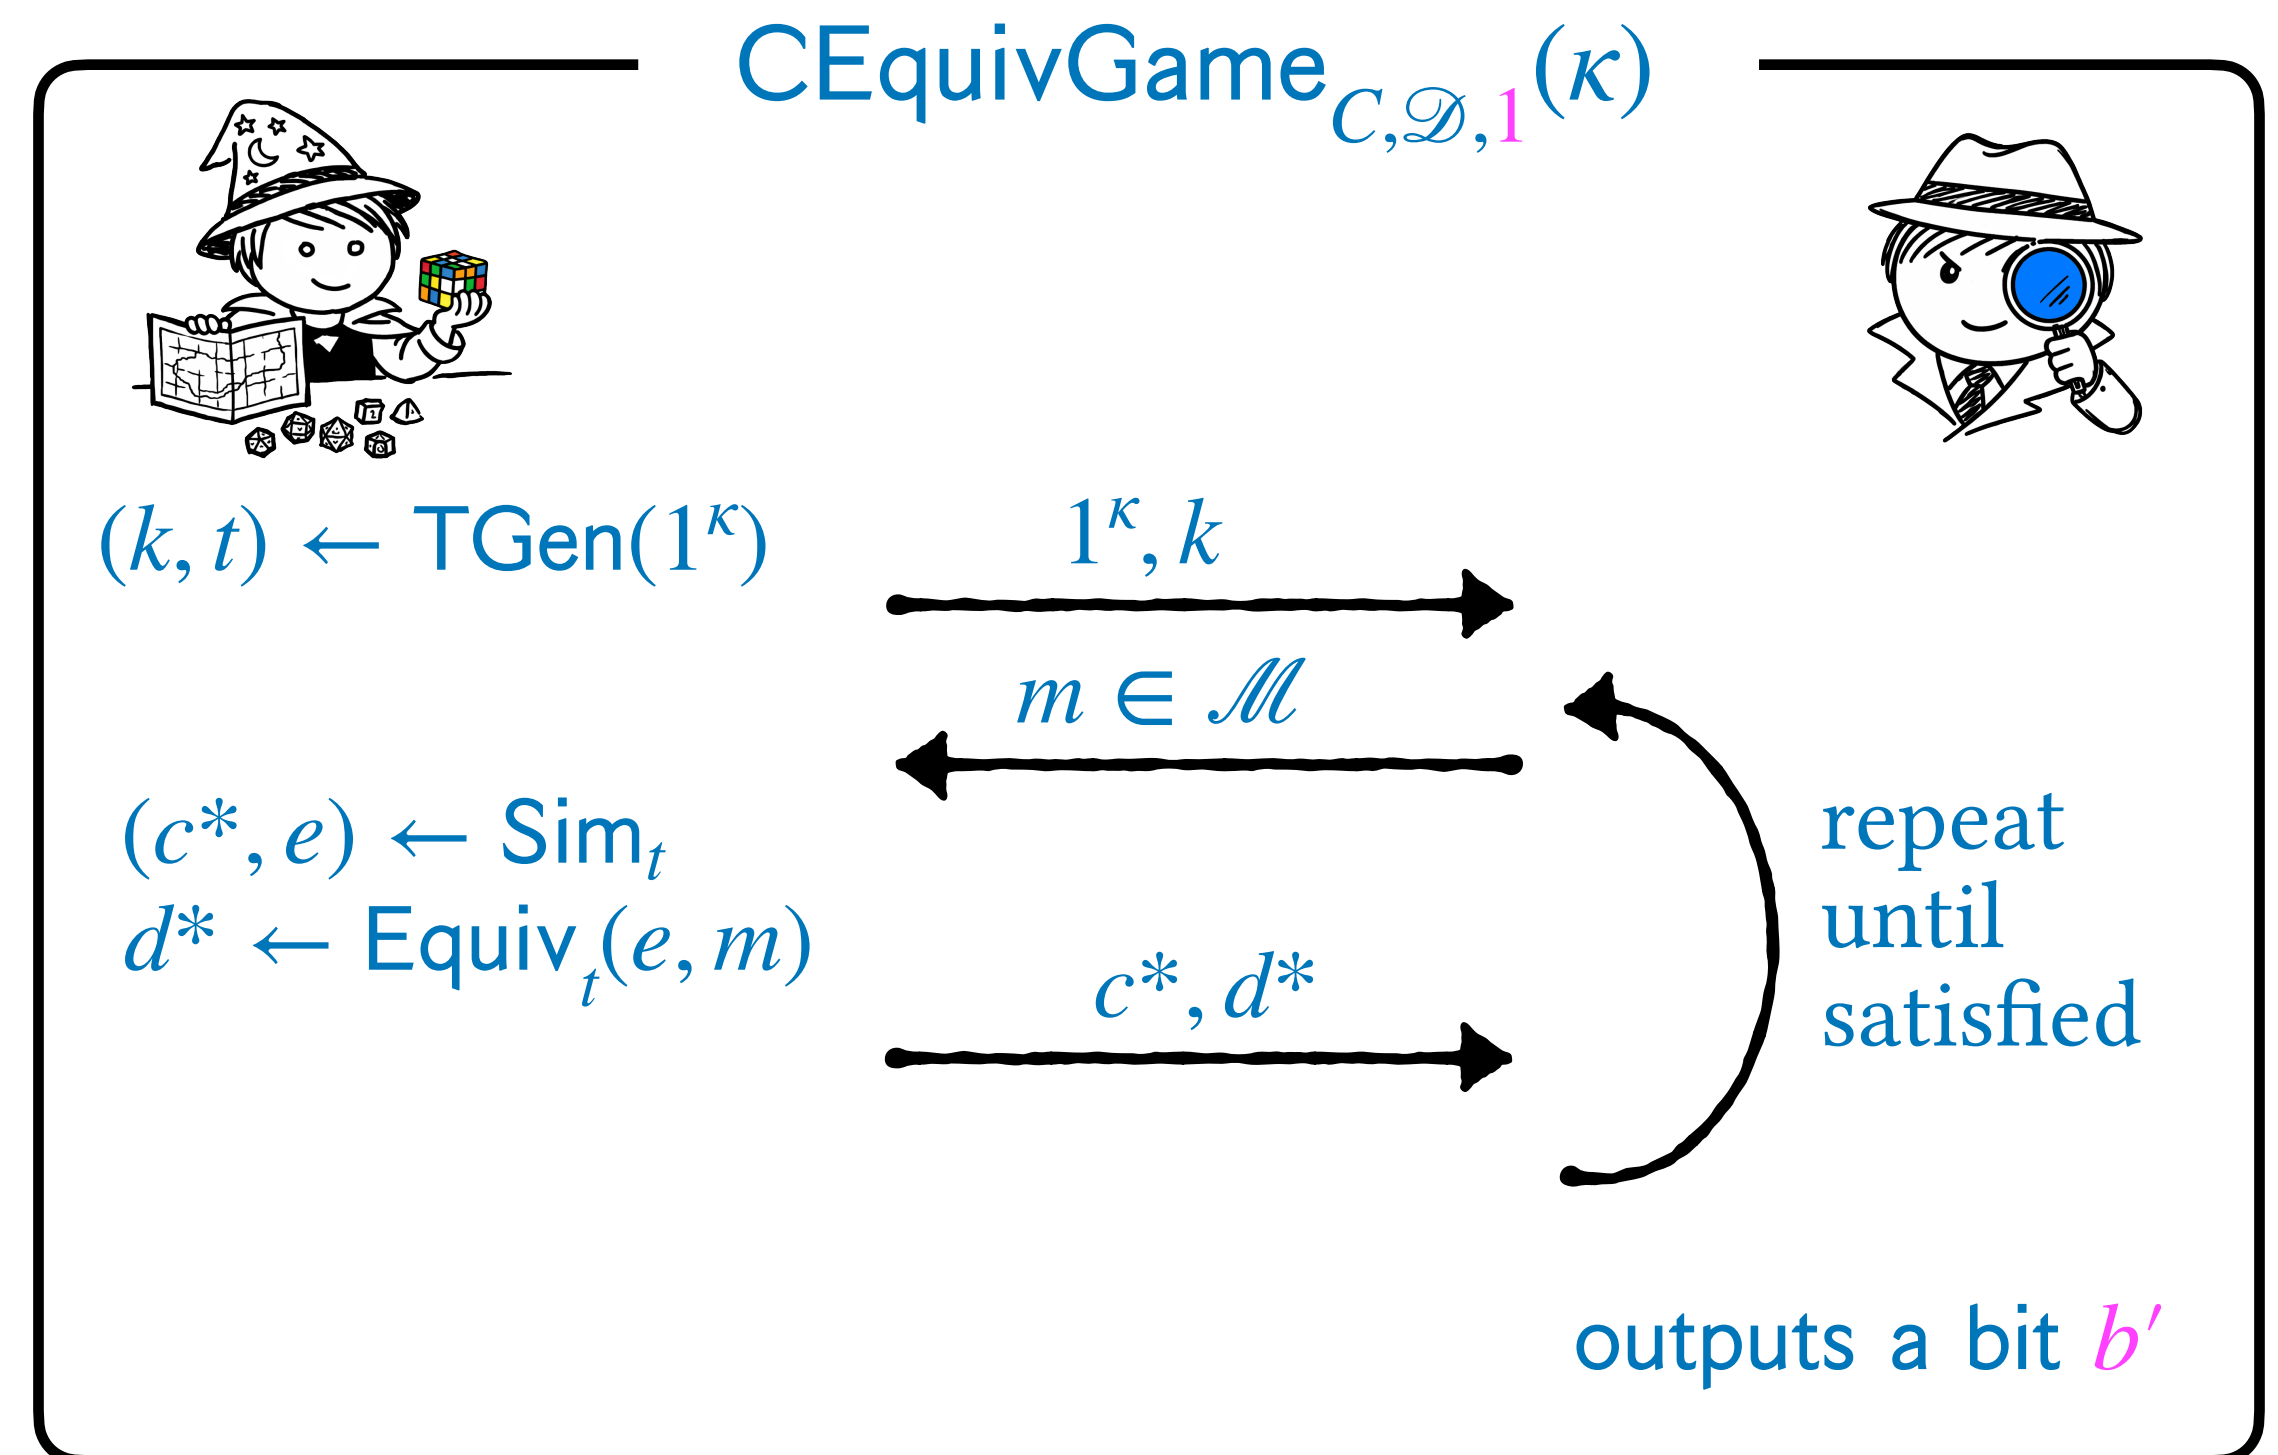 CEquivGame_{C,𝒟,1}(κ)
(k, t) ← TGen(1^κ)
1^κ, k
m ∈ ℳ
(c*, e) ← Sim_t
d* ← Equiv_t(e, m)
c*, d*
repeat
until
satisfied
outputs a bit b′